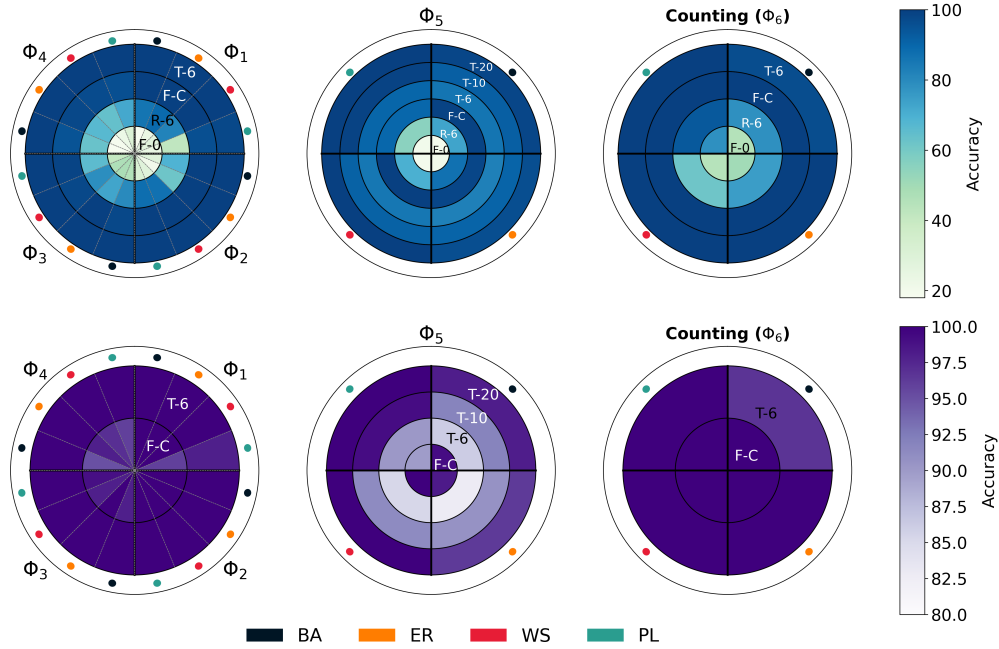 Φ5
Counting (Φ6)
Φ4
Φ1
T-6
F-C
R-6
F-0
Φ3
Φ2
T-20
T-10
T-6
F-C
R-6
F-0
T-6
F-C
R-6
F-0
100
80
60
40
20
Accuracy
Φ5
Counting (Φ6)
Φ4
Φ1
T-6
F-C
Φ3
Φ2
T-20
T-10
T-6
F-C
T-6
F-C
100.0
97.5
95.0
92.5
90.0
87.5
85.0
82.5
80.0
Accuracy
BA ER WS PL